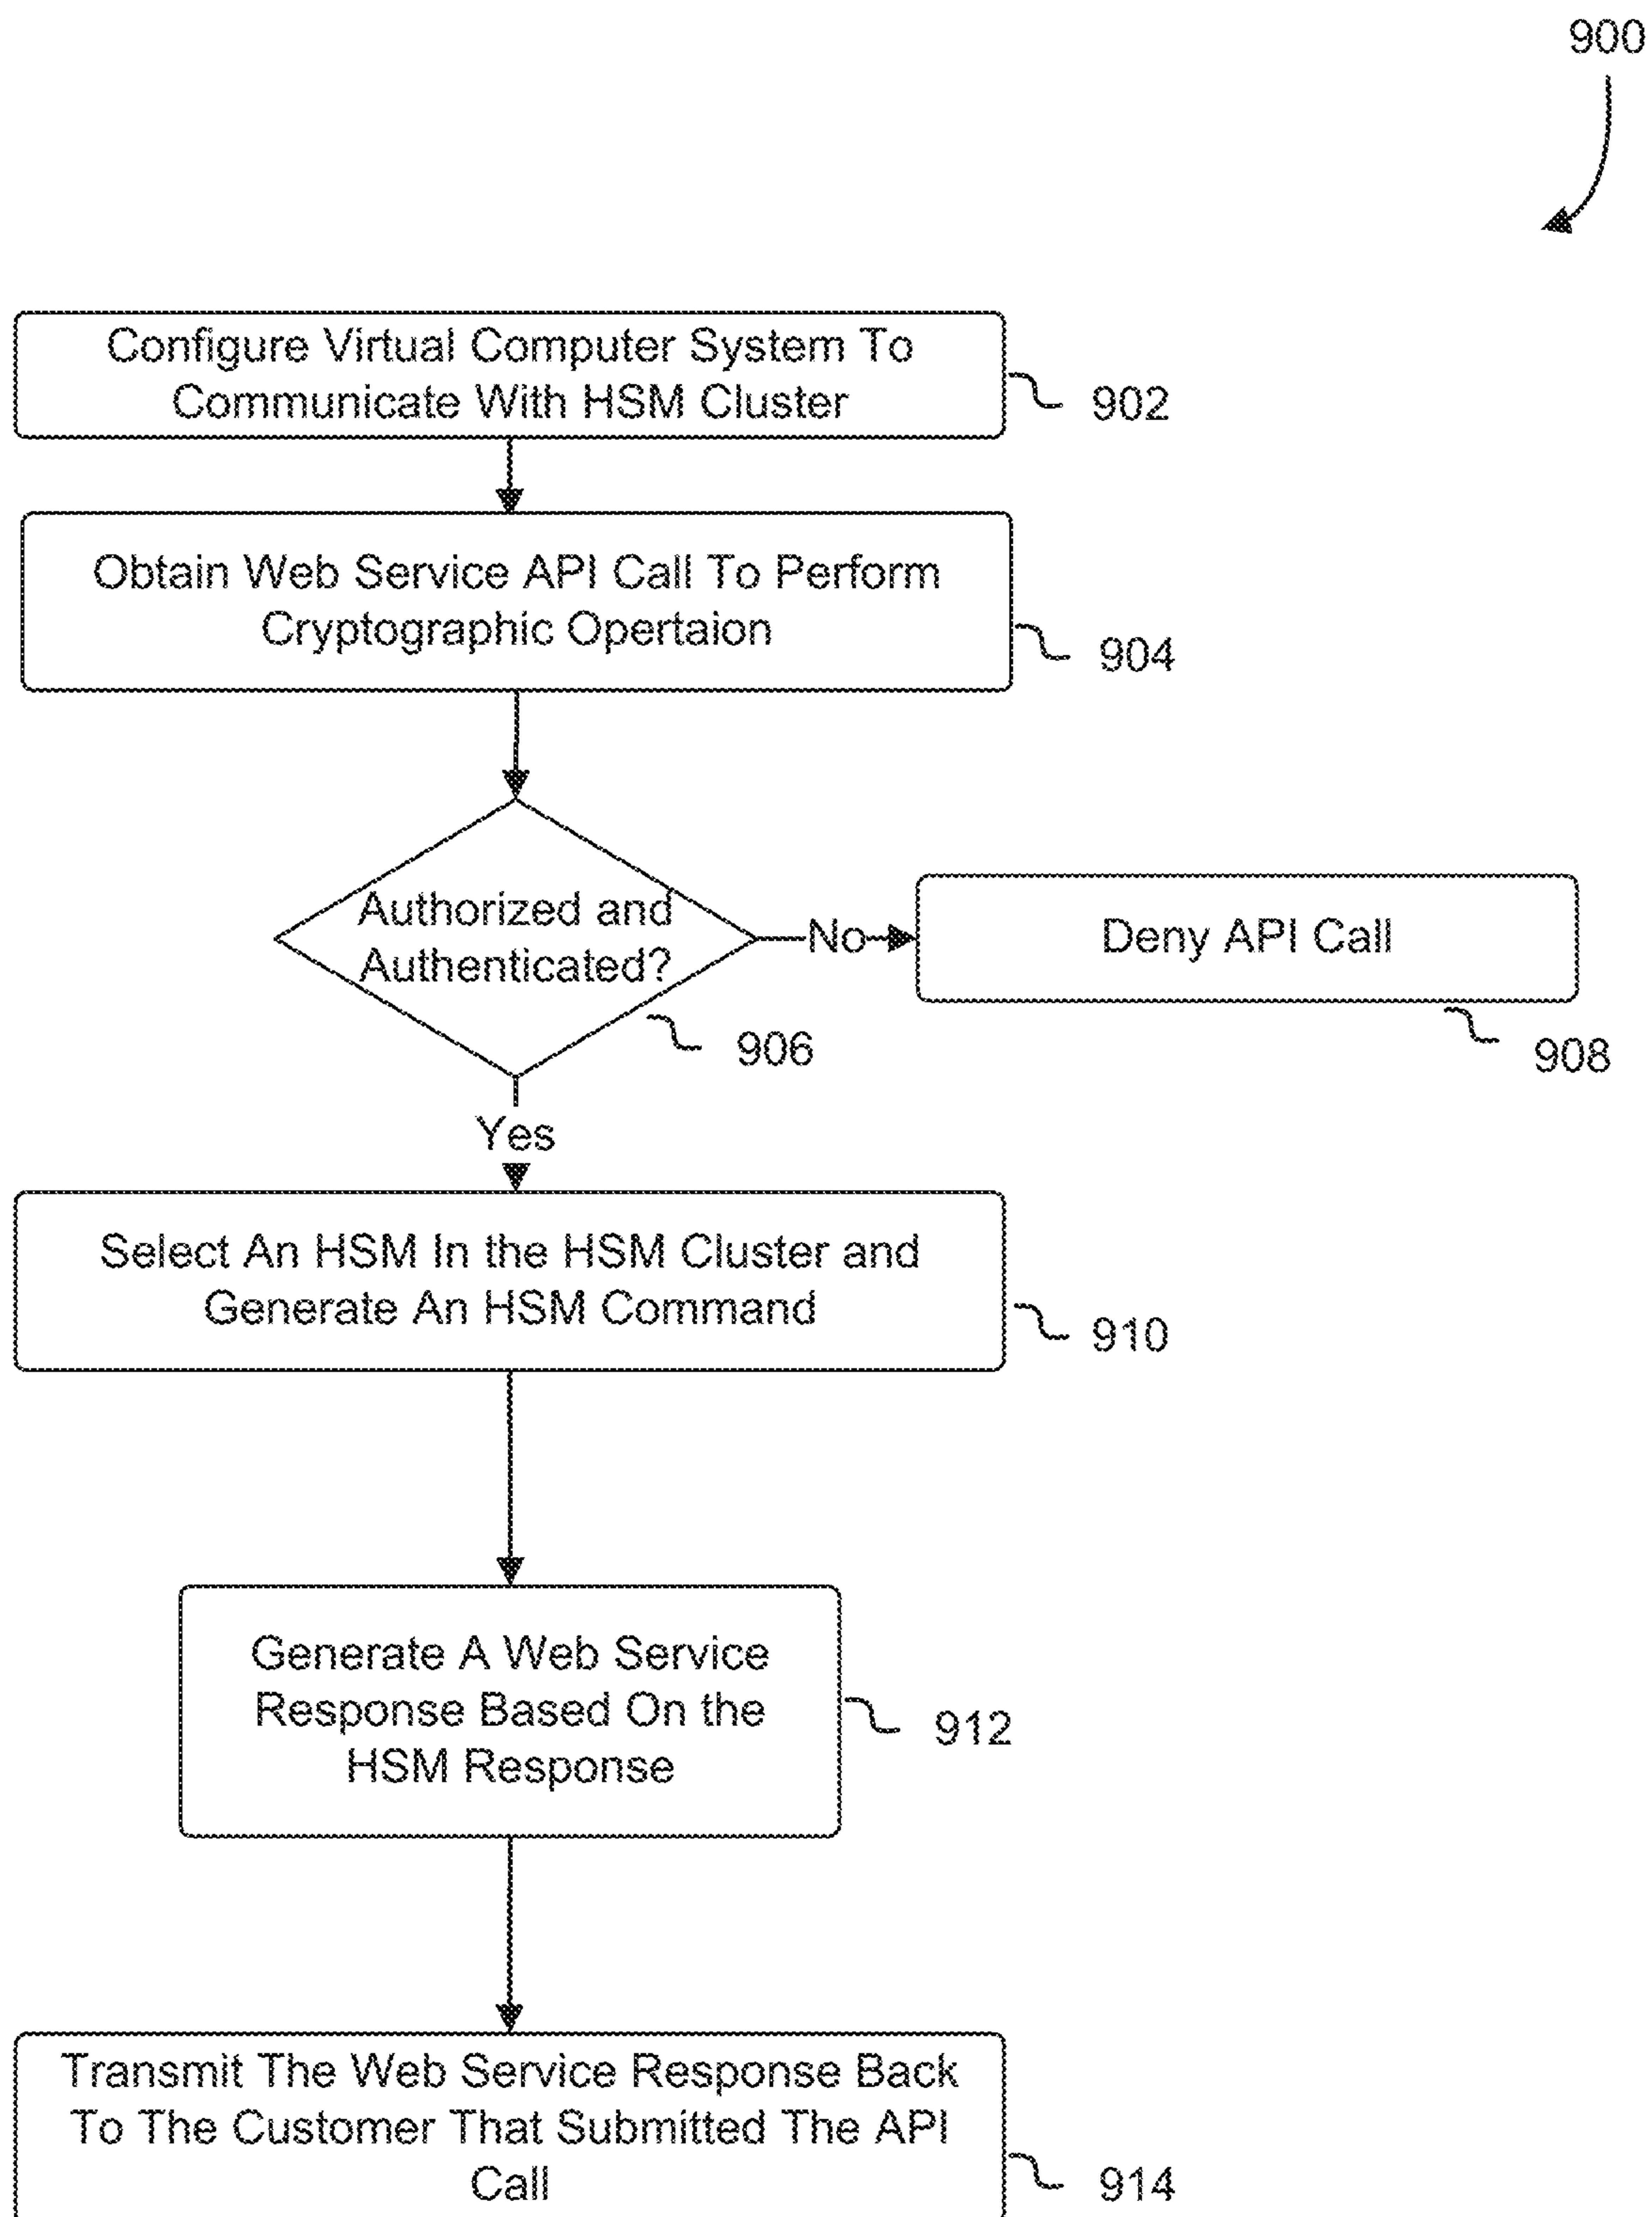 900
Configure Virtual Computer System To
Communicate With HSM Cluster
902
Obtain Web Service API Call To Perform
Cryptographic Opertaion
904
Authorized and
Authenticated?
906
No
Deny API Call
908
Yes
Select An HSM In the HSM Cluster and
Generate An HSM Command
910
Generate A Web Service
Response Based On the
HSM Response
912
Transmit The Web Service Response Back
To The Customer That Submitted The API
Call
914